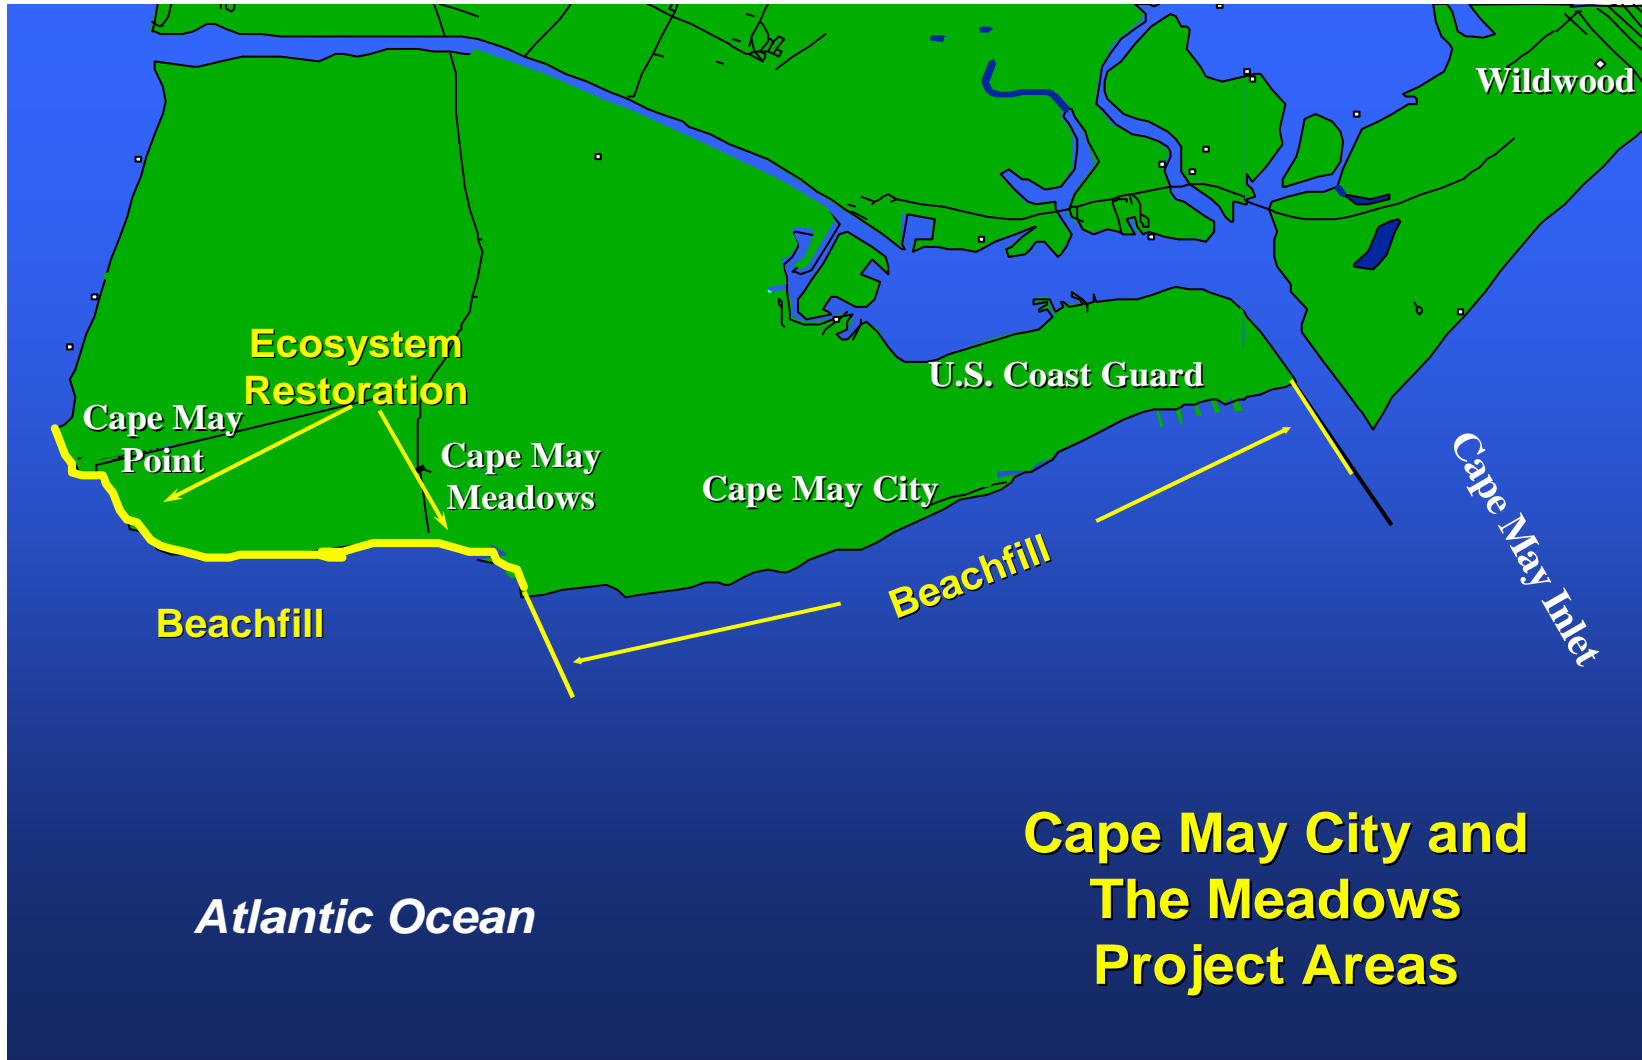 Wildwood
Ecosystem
Restoration
Cape May
Point
Cape May
Meadows
U.S. Coast Guard
Cape May City
Cape May Inlet
Beachfill
Beachfill
Cape May City and
The Meadows
Project Areas
Atlantic Ocean